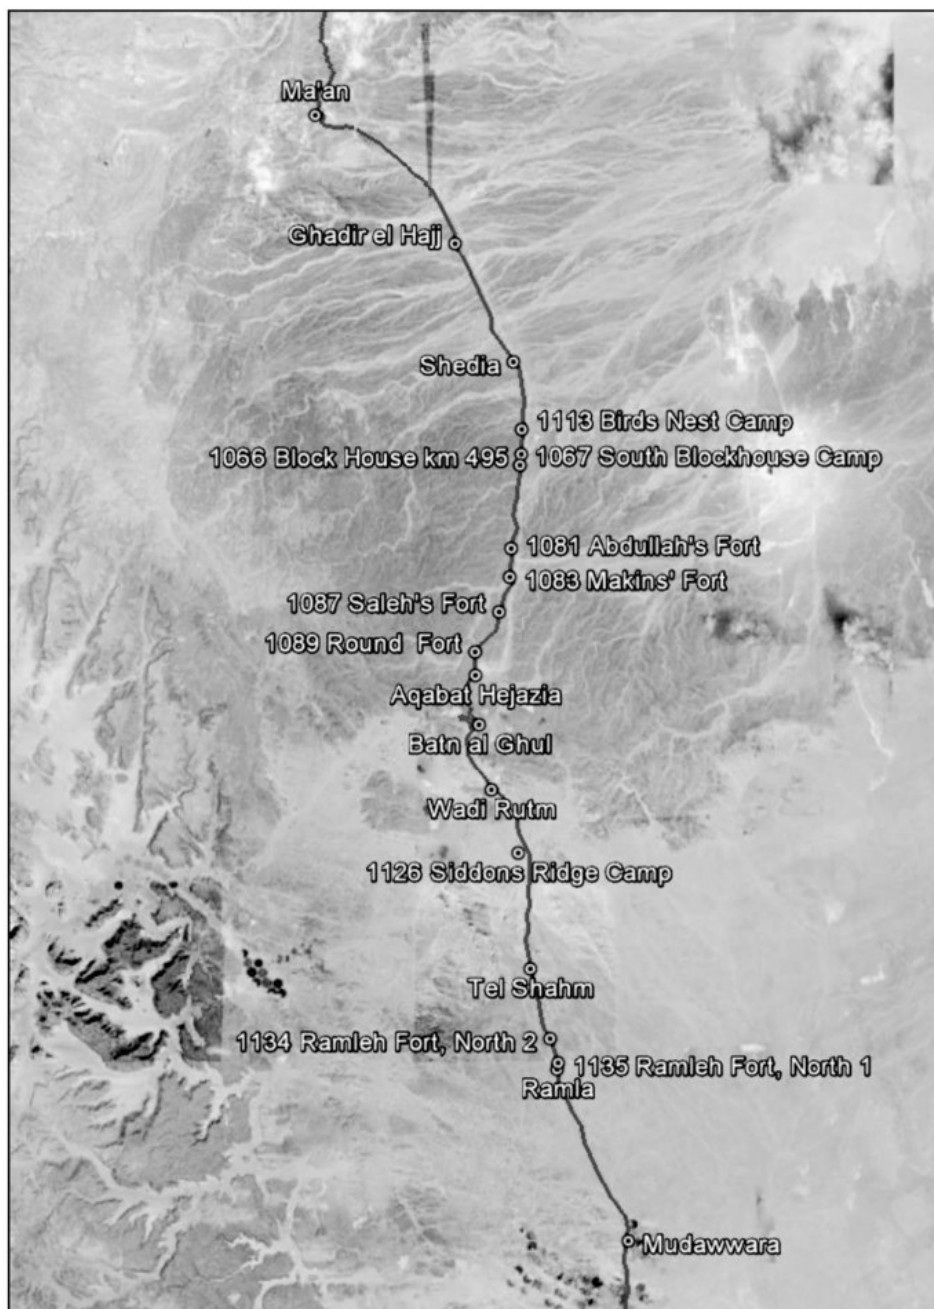 Ma'an
Ghadir el Hajj
Shedia
1113 Birds Nest Camp
1066 Block House km 495
1067 South Blockhouse Camp
1081 Abdullah's Fort
1083 Makins' Fort
1087 Saleh's Fort
1089 Round Fort
Aqabat Hejazia
Batn al Ghul
Wadi Rutm
1126 Siddons Ridge Camp
Tel Shahm
1134 Ramleh Fort, North 2
1135 Ramleh Fort, North 1
Ramla
Mudawwara